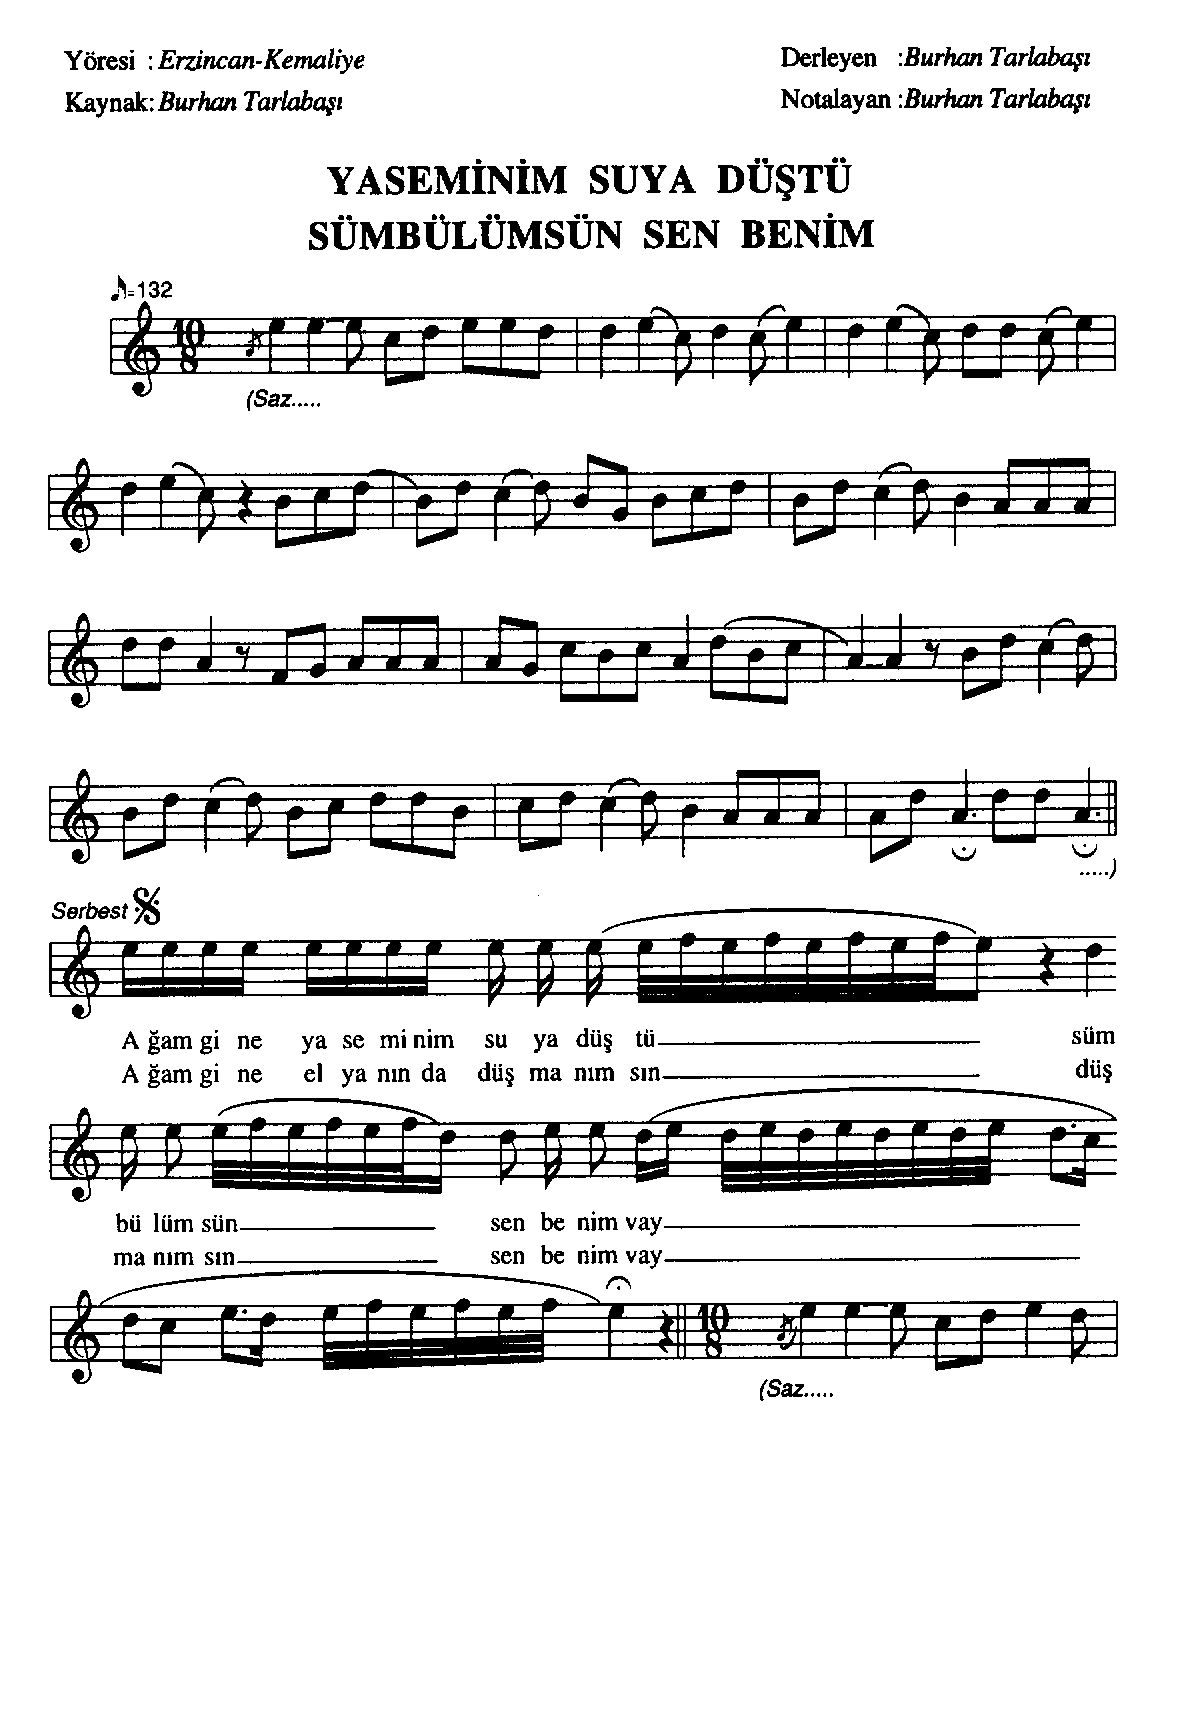 Yöresi : Erzincan-Kemaliye
Derleyen :Burhan Tarlabaşı
Kaynak: Burhan Tarlabaşı
Notalayan :Burhan Tarlabaşı
YASEMİNİM SUYA DÜŞTÜ
SÜMBÜLÜMSÜN SEN BENİM
♪=132
10
8
(Saz.....
.....)
Serbest
A ğam gi ne ya se mi nim su ya düş tü süm
A ğam gi ne el ya nın da düş ma nım sın düş
bü lüm sün sen be nim vay
ma nım sın sen be nim vay
10
8
(Saz.....